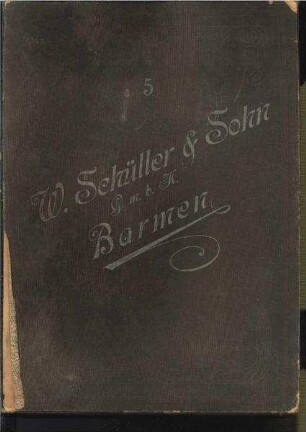 5
W. Schüller & Sohn
G. m. b. H.
Barmen